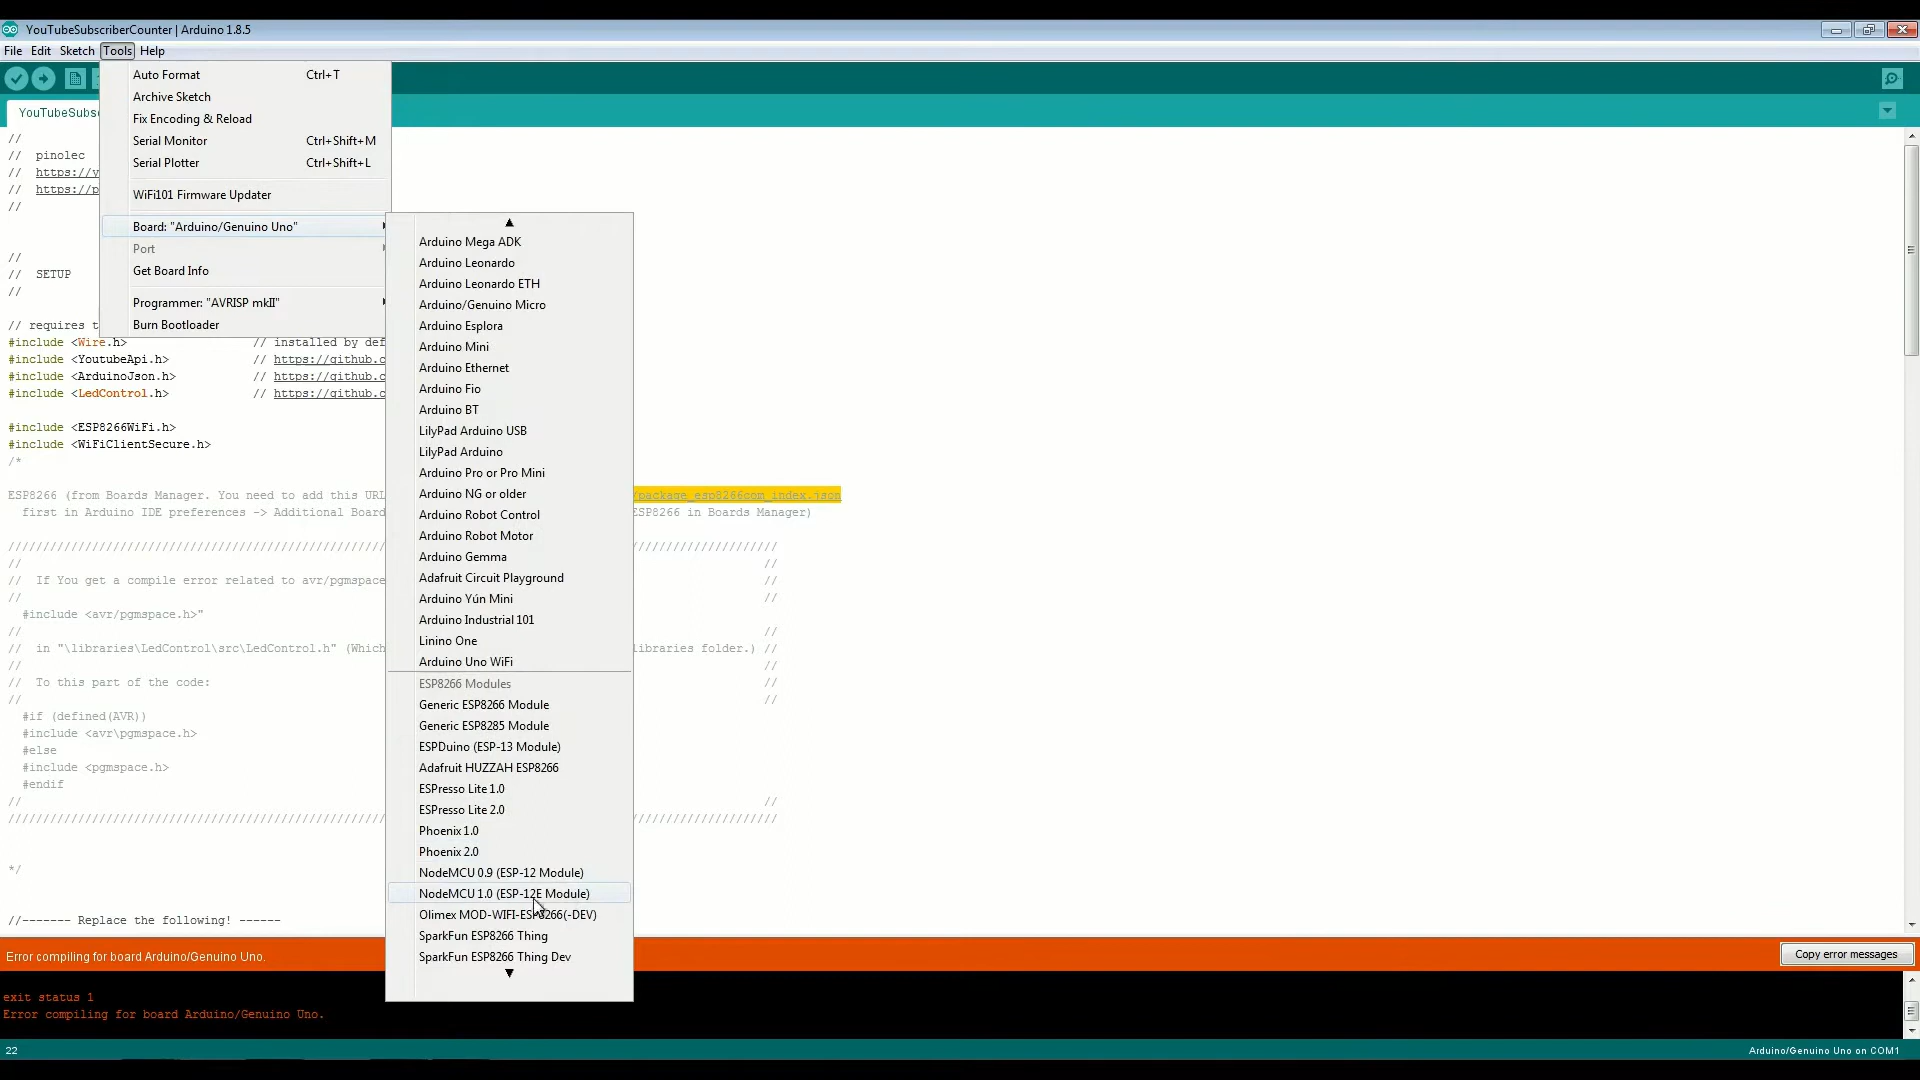 YouTubeSubscriberCounter | Arduino 1.8.5
File Edit Sketch Tools Help
Auto Format Ctrl+T
Archive Sketch
Fix Encoding & Reload
Serial Monitor Ctrl+Shift+M
Serial Plotter Ctrl+Shift+L
WiFi101 Firmware Updater
Board: "Arduino/Genuino Uno"
Port
Get Board Info
Programmer: "AVRISP mkII"
Burn Bootloader
Arduino Mega ADK
Arduino Leonardo
Arduino Leonardo ETH
Arduino/Genuino Micro
Arduino Esplora
Arduino Mini
Arduino Ethernet
Arduino Fio
Arduino BT
LilyPad Arduino USB
LilyPad Arduino
Arduino Pro or Pro Mini
Arduino NG or older
Arduino Robot Control
Arduino Robot Motor
Arduino Gemma
Adafruit Circuit Playground
Arduino Yún Mini
Arduino Industrial 101
Linino One
Arduino Uno WiFi
ESP8266 Modules
Generic ESP8266 Module
Generic ESP8285 Module
ESPDuino (ESP-13 Module)
Adafruit HUZZAH ESP8266
ESPresso Lite 1.0
ESPresso Lite 2.0
Phoenix 1.0
Phoenix 2.0
NodeMCU 0.9 (ESP-12 Module)
NodeMCU 1.0 (ESP-12E Module)
Olimex MOD-WIFI-ESP8266(-DEV)
SparkFun ESP8266 Thing
SparkFun ESP8266 Thing Dev
YouTubeSubs
//
// pinolec
// https://y
// https://p
//
//
// SETUP
//
// requires t
#include <Wire.h> // installed by def
#include <YoutubeApi.h> // https://github.c
#include <ArduinoJson.h> // https://github.c
#include <LedControl.h> // https://github.c
#include <ESP8266WiFi.h>
#include <WiFiClientSecure.h>
/*
ESP8266 (from Boards Manager. You need to add this URL /package_esp8266com_index.json
first in Arduino IDE preferences -> Additional Board ESP8266 in Boards Manager)
/////////////////////////////////////////////////////// /////////////////////
// //
// If You get a compile error related to avr/pgmspace //
// //
#include <avr/pgmspace.h>"
// //
// in "\libraries\LedControl\src\LedControl.h" (Which libraries folder.) //
// //
// To this part of the code: //
// //
#if (defined(AVR))
#include <avr\pgmspace.h>
#else
#include <pgmspace.h>
#endif
// //
/////////////////////////////////////////////////////// /////////////////////
*/
//------- Replace the following! ------
Error compiling for board Arduino/Genuino Uno.
Copy error messages
exit status 1
Error compiling for board Arduino/Genuino Uno.
22 Arduino/Genuino Uno on COM1